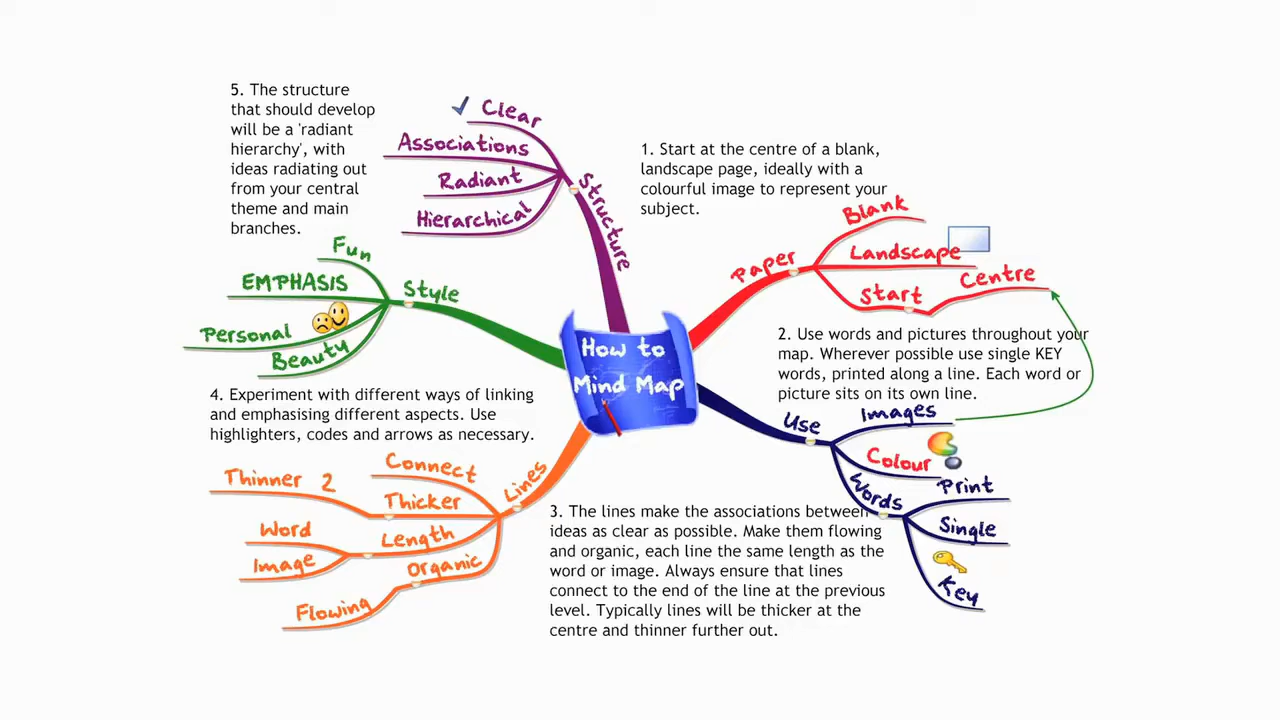 5. The structure
that should develop
will be a 'radiant
hierarchy', with
ideas radiating out
from your central
theme and main
branches.
Clear
Associations
Radiant
Hierarchical
Structure
1. Start at the centre of a blank,
landscape page, ideally with a
colourful image to represent your
subject.
Paper
Blank
Landscape
Start
Centre
Fun
EMPHASIS
Personal
Beauty
Style
How to
Mind Map
2. Use words and pictures throughout your
map. Wherever possible use single KEY
words, printed along a line. Each word or
picture sits on its own line.
Use
Images
Colour
Words
Print
Single
Key
4. Experiment with different ways of linking
and emphasising different aspects. Use
highlighters, codes and arrows as necessary.
Lines
Connect
Thicker
Thinner 2
Length
Word
Image
Organic
Flowing
3. The lines make the associations between
ideas as clear as possible. Make them flowing
and organic, each line the same length as the
word or image. Always ensure that lines
connect to the end of the line at the previous
level. Typically lines will be thicker at the
centre and thinner further out.